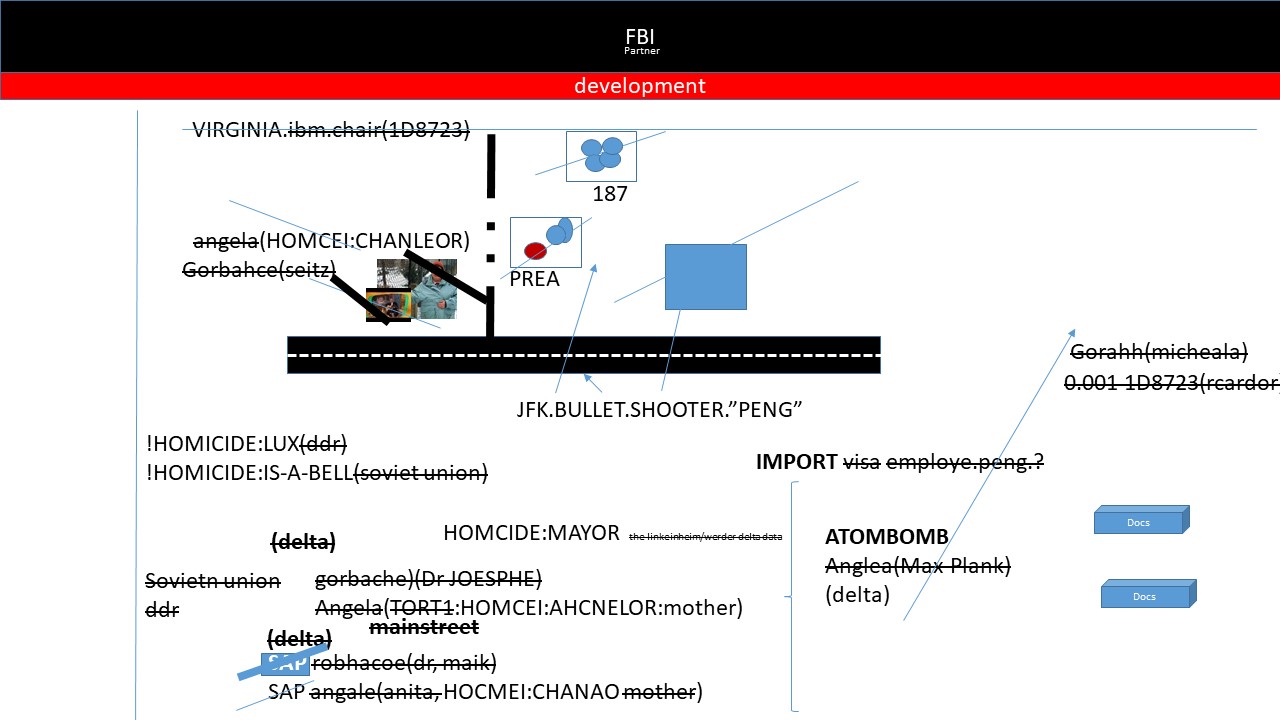 FBI
Partner
development
VIRGINIA.ibm.chair(1D8723)
187
angela(HOMCEI:CHANLEOR)
Gorbahce(seitz)
PREA
Gorahh(micheala)
0.001-1D8723(rcardor)
JFK.BULLET.SHOOTER."PENG"
!HOMICIDE:LUX(ddr)
!HOMICIDE:IS-A-BELL(soviet union)
IMPORT visa employe.peng.?
Docs
(delta)
HOMCIDE:MAYOR the linkeinheim/werder delta data
ATOMBOMB
Anglea(Max Plank)
(delta)
Docs
Sovietn union
ddr
gorbache)(Dr JOESPHE)
Angela(TORT1:HOMCEI:AHCNELOR:mother)
mainstreet
(delta)
SAP robhacoe(dr, maik)
SAP angale(anita, HOCMEI:CHANAO mother)